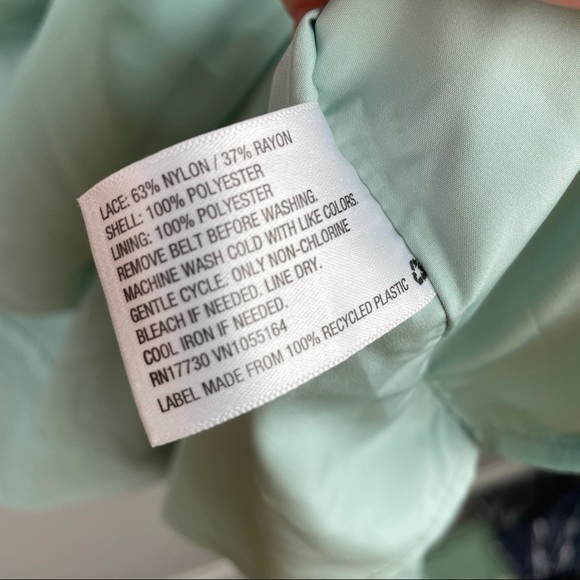 LACE: 63% NYLON / 37% RAYON
SHELL: 100% POLYESTER
LINING: 100% POLYESTER
REMOVE BELT BEFORE WASHING.
MACHINE WASH COLD WITH LIKE COLORS.
GENTLE CYCLE. ONLY NON-CHLORINE
BLEACH IF NEEDED. LINE DRY.
COOL IRON IF NEEDED.
RN17730 VN1055164
LABEL MADE FROM 100% RECYCLED PLASTIC